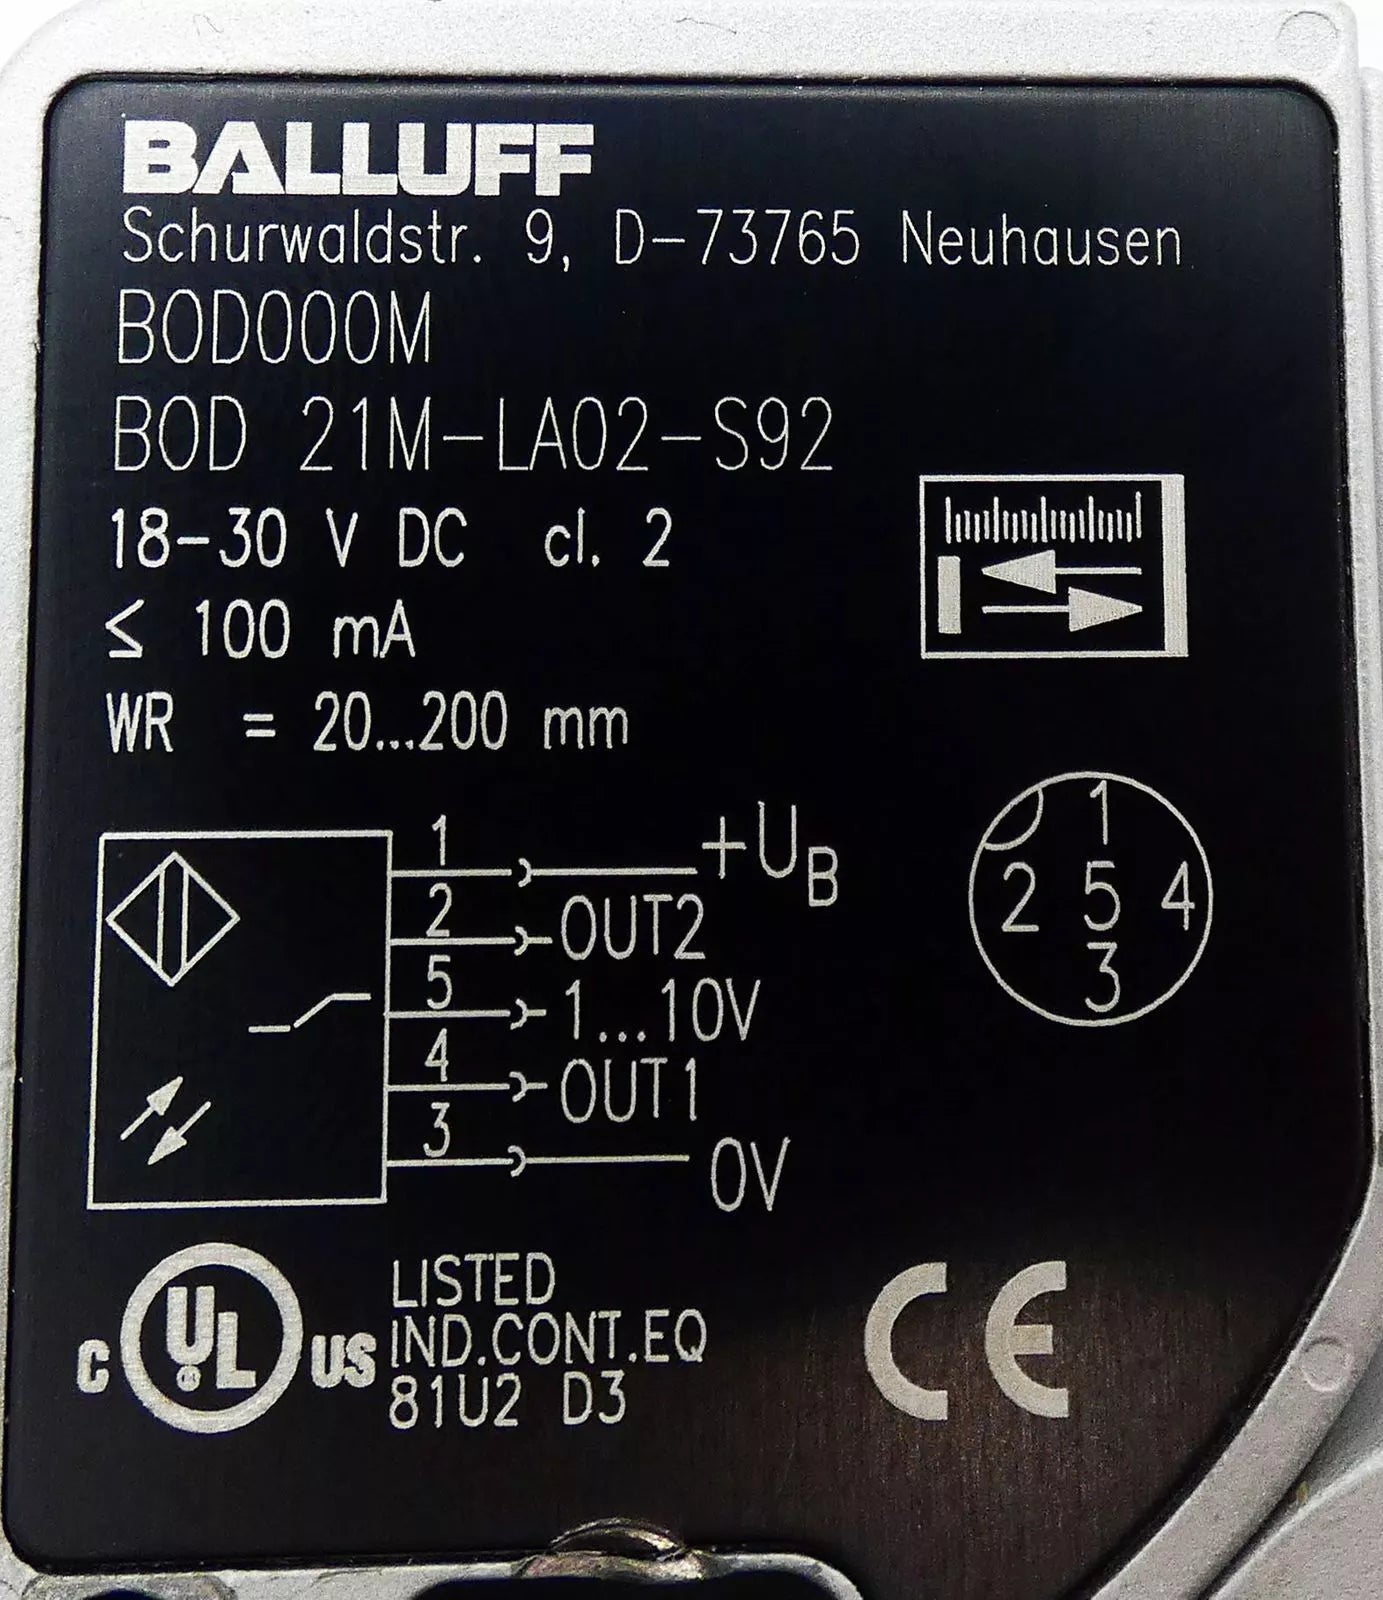 BALLUFF
Schurwaldstr. 9, D-73765 Neuhausen
BOD000M
BOD 21M-LA02-S92
18-30 V DC cl. 2
≤ 100 mA
WR = 20...200 mm
1 +UB
2 OUT2
5 1...10V
4 OUT1
3 0V
1
2 5 4
3
C UL US LISTED
IND.CONT.EQ
81U2 D3
CE